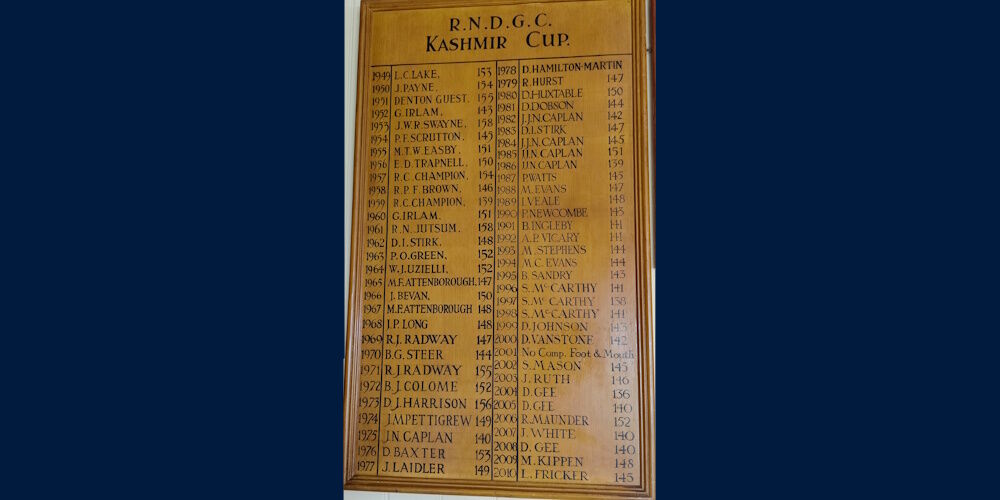 R.N.D.G.C.
KASHMIR CUP.
1949 L.C. LAKE, 153
1950 J. PAYNE, 154
1951 DENTON GUEST. 155
1952 G. IRLAM, 143
1953 J.W.R. SWAYNE, 158
1954 P.F. SCRUTTON, 145
1955 M.T.W. EASBY, 151
1956 E.D. TRAPNELL, 150
1957 R.C. CHAMPION, 154
1958 R.P.F. BROWN, 146
1959 R.C. CHAMPION, 139
1960 G. IRLAM, 151
1961 R.N. JUTSUM, 158
1962 D.I. STIRK, 148
1963 P.O. GREEN, 152
1964 W.J. UZIELLI, 152
1965 M.F. ATTENBOROUGH, 147
1966 J. BEVAN, 150
1967 M.F. ATTENBOROUGH 148
1968 J.P. LONG 148
1969 R.J. RADWAY 147
1970 B.G. STEER 144
1971 R.J. RADWAY 155
1972 B.J. COLOME 152
1973 D.J. HARRISON 156
1974 J.M. PETTIGREW 149
1975 J.N. CAPLAN 140
1976 D. BAXTER 153
1977 J. LAIDLER 149
1978 D. HAMILTON-MARTIN
1979 R. HURST 147
1980 D. HUXTABLE 150
1981 D. DOBSON 144
1982 J.J.N. CAPLAN 142
1983 D.I. STIRK 147
1984 J.J.N. CAPLAN 145
1985 J.J.N. CAPLAN 151
1986 J.J.N. CAPLAN 139
1987 P. WATTS 145
1988 M. EVANS 147
1989 I. VEALE 148
1990 P. NEWCOMBE 143
1991 B. INGLEBY 141
1992 A.P. VICARY 141
1993 M. STEPHENS 144
1994 M.C. EVANS 144
1995 B. SANDRY 143
1996 S. McCARTHY 141
1997 S. McCARTHY 138
1998 S. McCARTHY 141
1999 D. JOHNSON 143
2000 D. VANSTONE 142
2001 No Comp. Foot & Mouth
2002 S. MASON 145
2003 J. RUTH 146
2004 D. GEE 136
2005 D. GEE 140
2006 R. MAUNDER 152
2007 J. WHITE 140
2008 D. GEE 140
2009 M. KIPPEN 148
2010 L. FRICKER 145